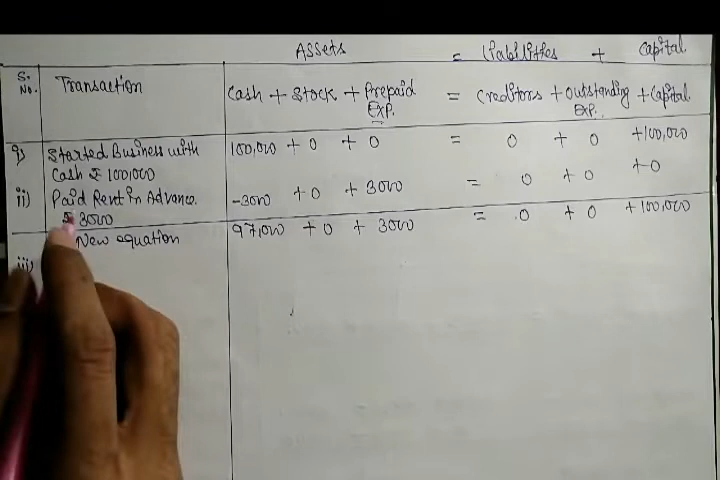 Assets = Liabilities + Capital
S. No. Transaction Cash + Stock + Prepaid Exp. = Creditors + Outstanding Exp. + Capital
i) Started Business with 100,000 + 0 + 0 = 0 + 0 + 100,000
Cash ₹ 100,000
ii) Paid Rent in Advance -3000 + 0 + 3000 = 0 + 0 + 0
₹ 3000
New equation 97,000 + 0 + 3000 = 0 + 0 + 100,000
iii)